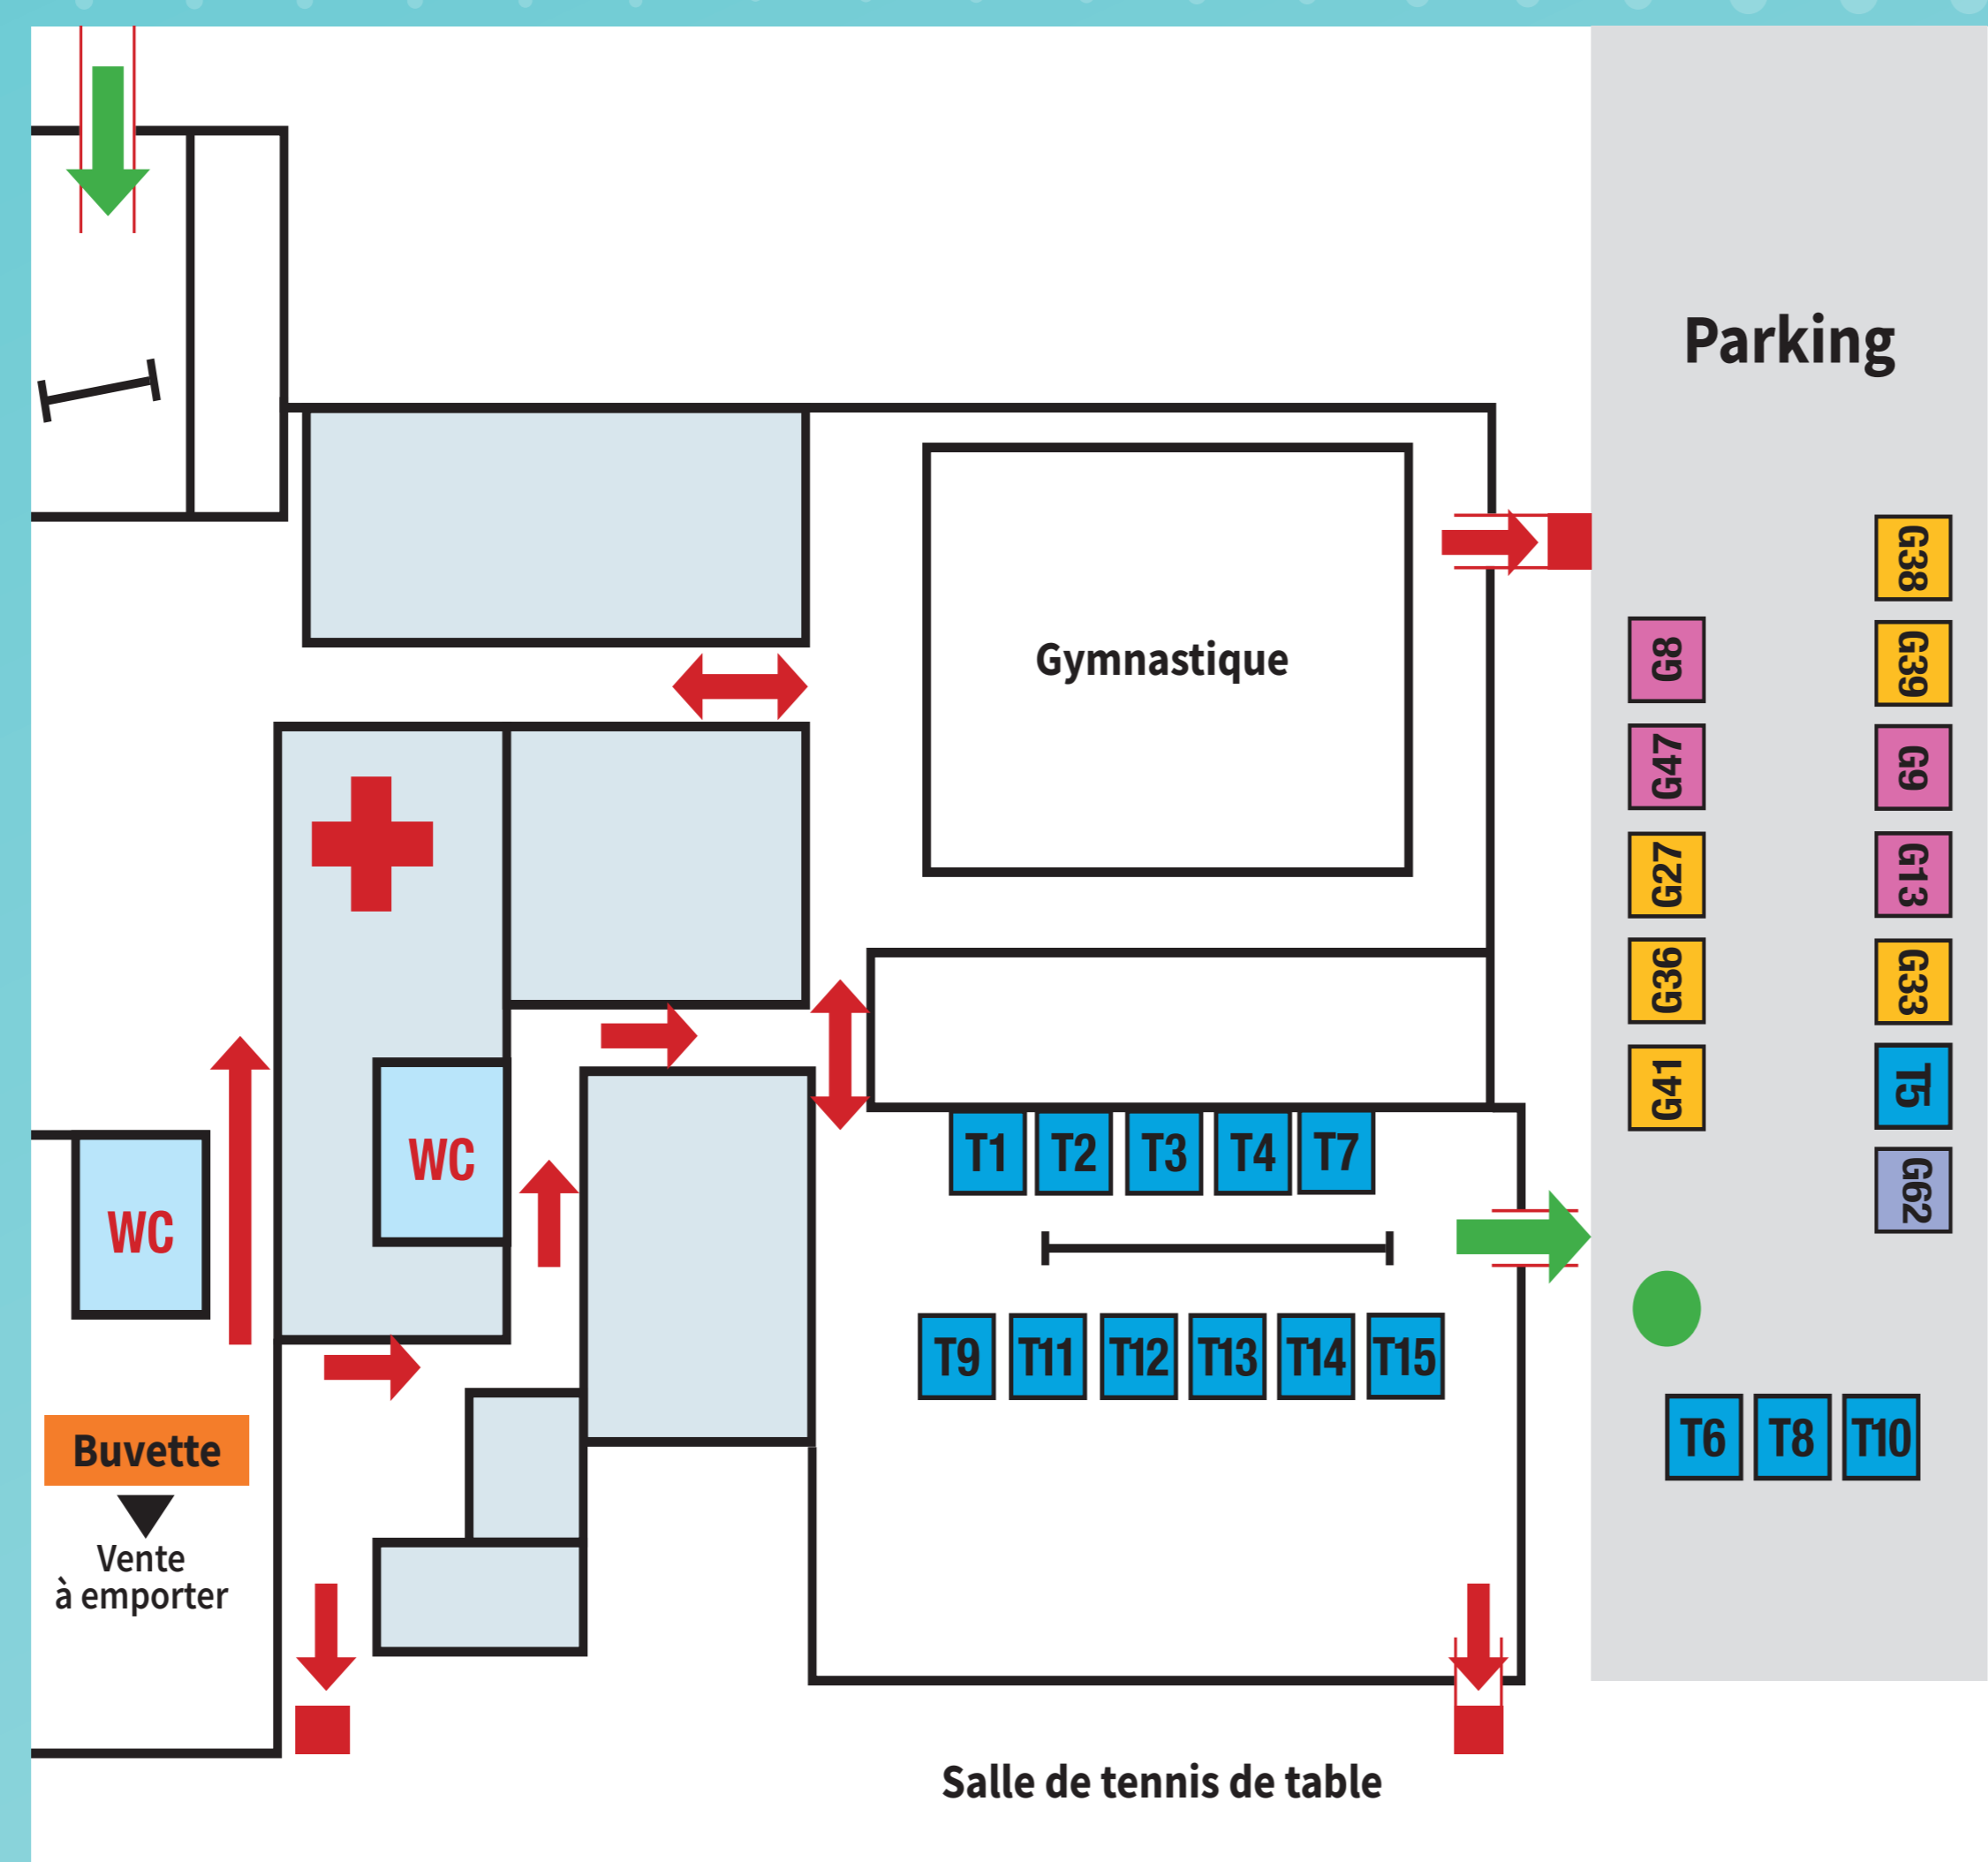 Parking
G38
G8
G39
G47
G9
G27
G13
G36
G33
G41
T5
G62
Gymnastique
WC
WC
T1 T2 T3 T4 T7
T9 T11 T12 T13 T14 T15
T6 T8 T10
Buvette
Vente
à emporter
Salle de tennis de table